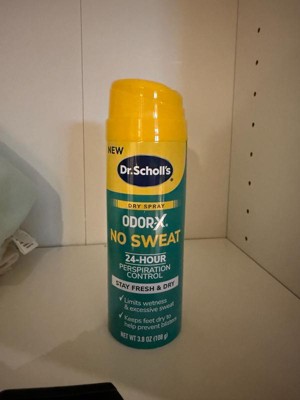 NEW
Dr. Scholl's
DRY SPRAY
ODOR-X
NO SWEAT
24-HOUR
PERSPIRATION
CONTROL
STAY FRESH & DRY
✓ Limits wetness
& excessive sweat
✓ Keeps feet dry to
help prevent blisters
NET WT 3.8 OZ (108 g)